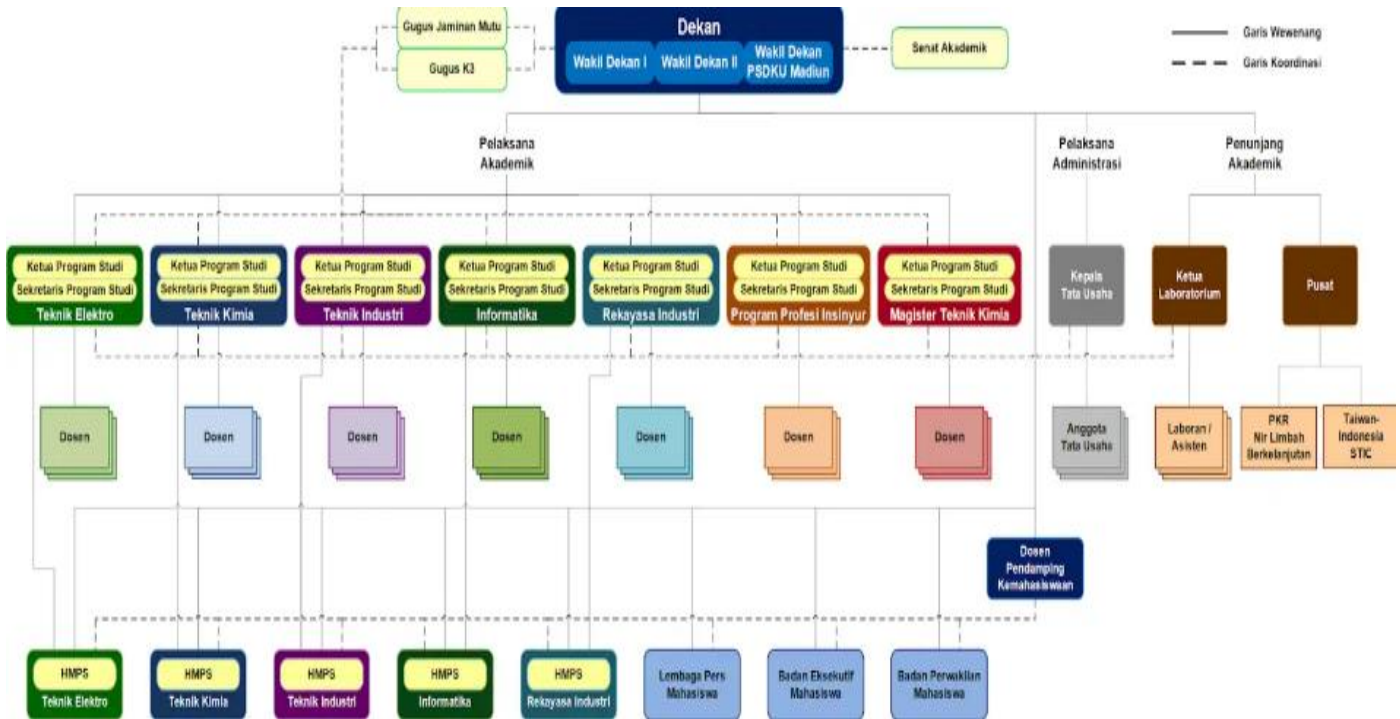 Gugus Jaminan Mutu
Gugus K3
Dekan
Wakil Dekan I
Wakil Dekan II
Wakil Dekan
PSDKU Madiun
Senat Akademik
Garis Wewenang
Garis Koordinasi
Pelaksana
Akademik
Pelaksana
Administrasi
Penunjang
Akademik
Ketua Program Studi
Sekretaris Program Studi
Teknik Elektro
Ketua Program Studi
Sekretaris Program Studi
Teknik Kimia
Ketua Program Studi
Sekretaris Program Studi
Teknik Industri
Ketua Program Studi
Sekretaris Program Studi
Informatika
Ketua Program Studi
Sekretaris Program Studi
Rekayasa Industri
Ketua Program Studi
Sekretaris Program Studi
Program Profesi Insinyur
Ketua Program Studi
Sekretaris Program Studi
Magister Teknik Kimia
Kepala
Tata Usaha
Ketua
Laboratorium
Pusat
Dosen
Dosen
Dosen
Dosen
Dosen
Dosen
Dosen
Anggota
Tata Usaha
Laboran /
Asisten
PKR
Nir Limbah
Berkelanjutan
Taiwan-
Indonesia
STIC
Dosen
Pendamping
Kemahasiswaan
HMPS
Teknik Elektro
HMPS
Teknik Kimia
HMPS
Teknik Industri
HMPS
Informatika
HMPS
Rekayasa Industri
Lembaga Pers
Mahasiswa
Badan Eksekutif
Mahasiswa
Badan Perwakilan
Mahasiswa